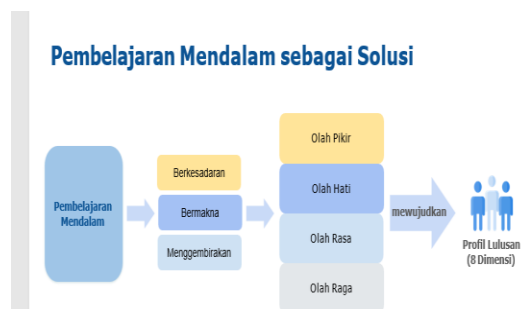 Pembelajaran Mendalam sebagai Solusi
Pembelajaran
Mendalam
Berkesadaran
Bermakna
Menggembirakan
Olah Pikir
Olah Hati
Olah Rasa
Olah Raga
mewujudkan
Profil Lulusan
(8 Dimensi)